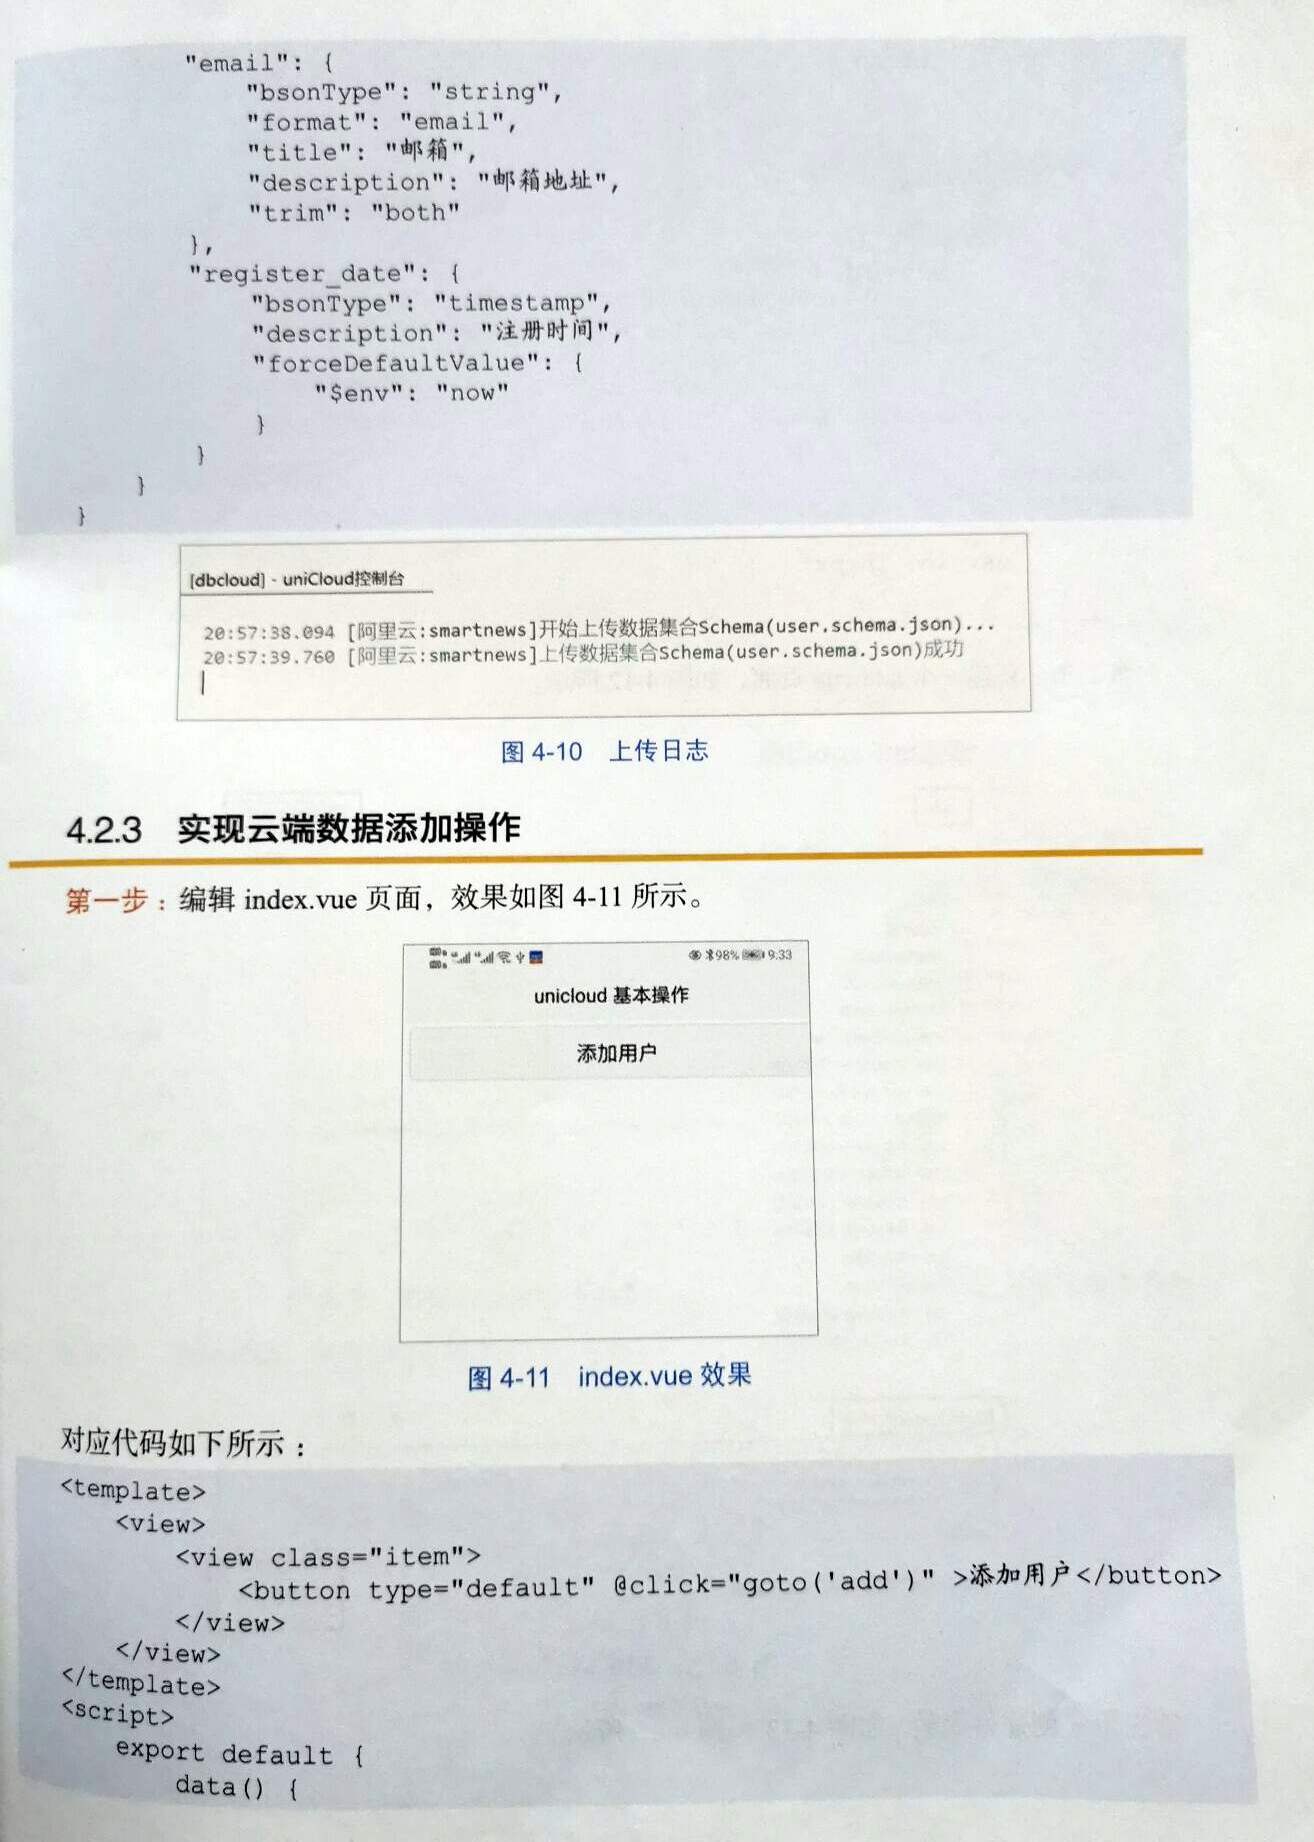 "email": {
"bsonType": "string",
"format": "email",
"title": "邮箱",
"description": "邮箱地址",
"trim": "both"
},
"register_date": {
"bsonType": "timestamp",
"description": "注册时间",
"forceDefaultValue": {
"$env": "now"
}
}
}
}
[dbcloud] - uniCloud控制台
20:57:38.094 [阿里云:smartnews]开始上传数据集合Schema(user.schema.json)...
20:57:39.760 [阿里云:smartnews]上传数据集合Schema(user.schema.json)成功
图 4-10 上传日志
4.2.3 实现云端数据添加操作
第一步：编辑 index.vue 页面，效果如图 4-11 所示。
98% 9:33
unicloud 基本操作
添加用户
图 4-11 index.vue 效果
对应代码如下所示：
<template>
<view>
<view class="item">
<button type="default" @click="goto('add')" >添加用户</button>
</view>
</view>
</template>
<script>
export default {
data() {